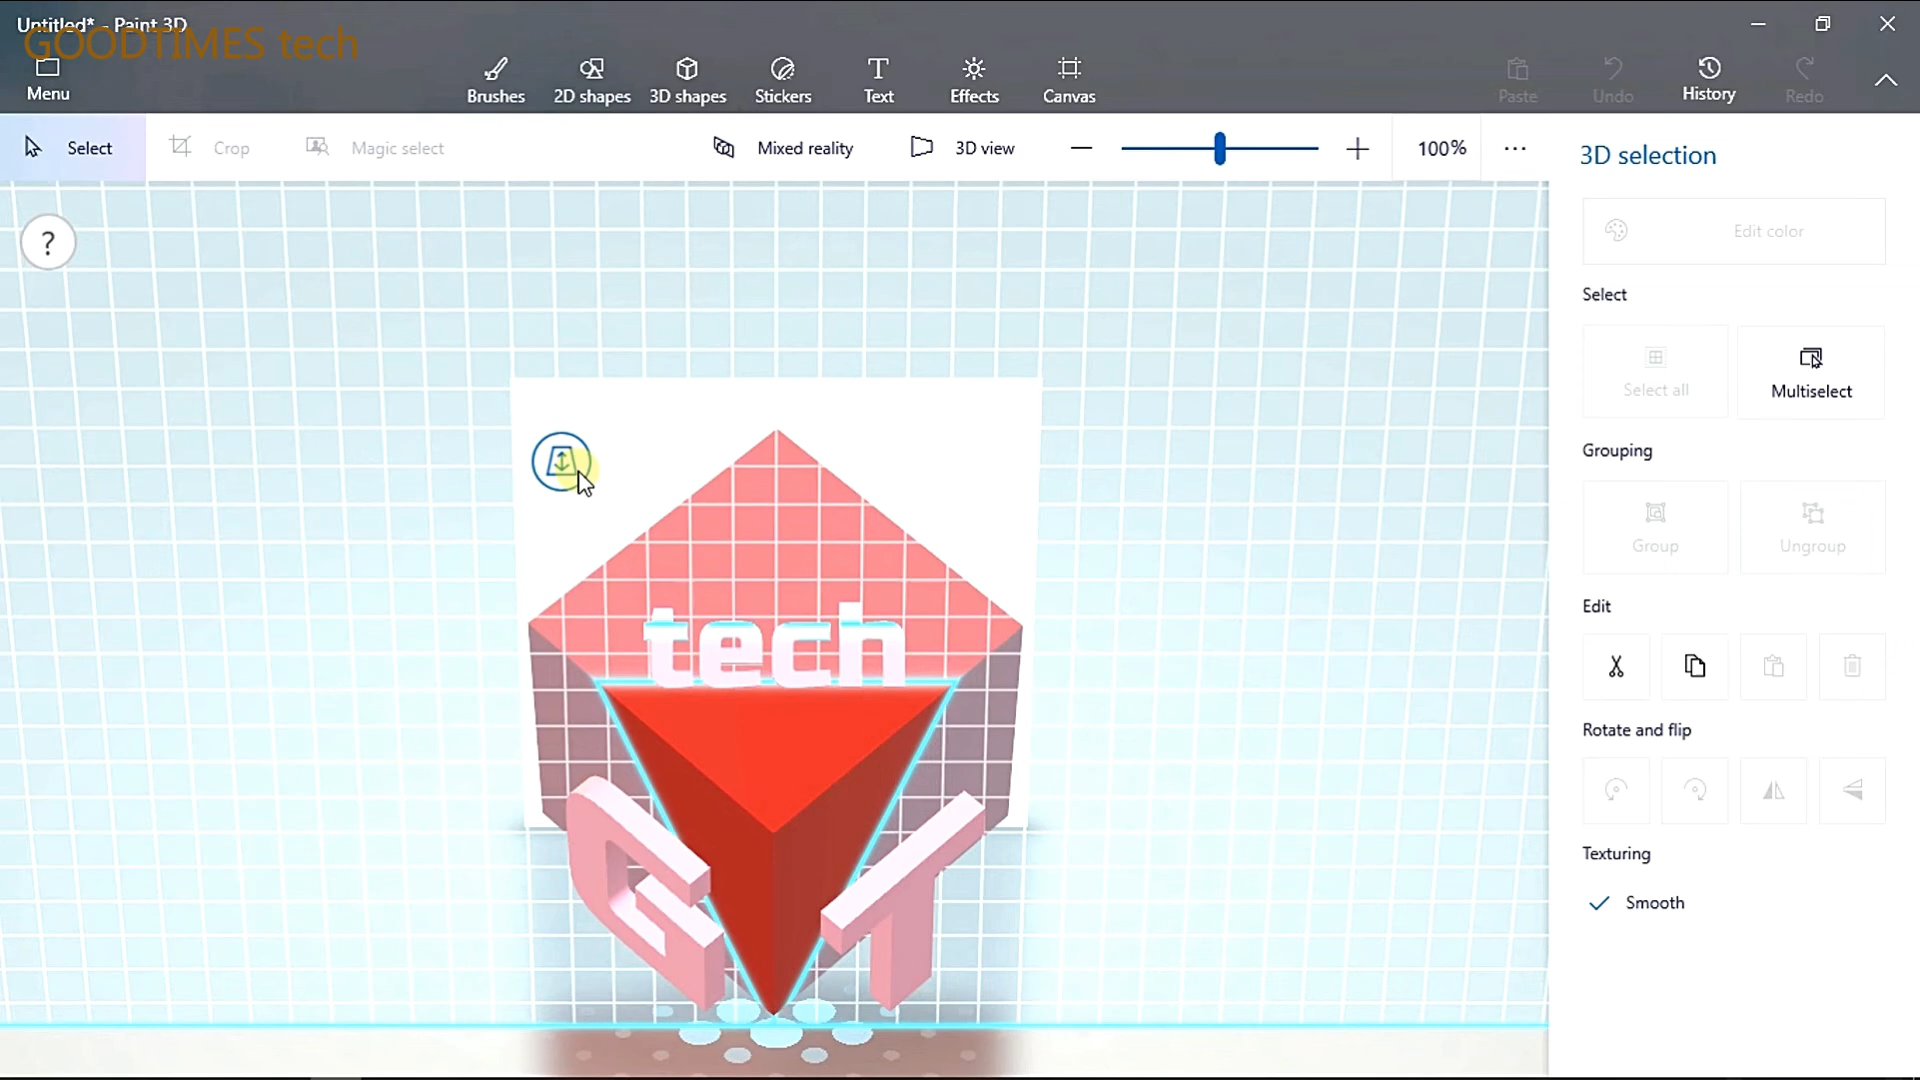 Untitled* - Paint 3D
GOODTIMES tech
Menu
Brushes
2D shapes
3D shapes
Stickers
Text
Effects
Canvas
Paste
Undo
History
Redo
Select
Crop
Magic select
Mixed reality
3D view
100%
3D selection
?
Edit color
Select
Select all
Multiselect
Grouping
Group
Ungroup
Edit
tech
G T
Rotate and flip
Texturing
Smooth